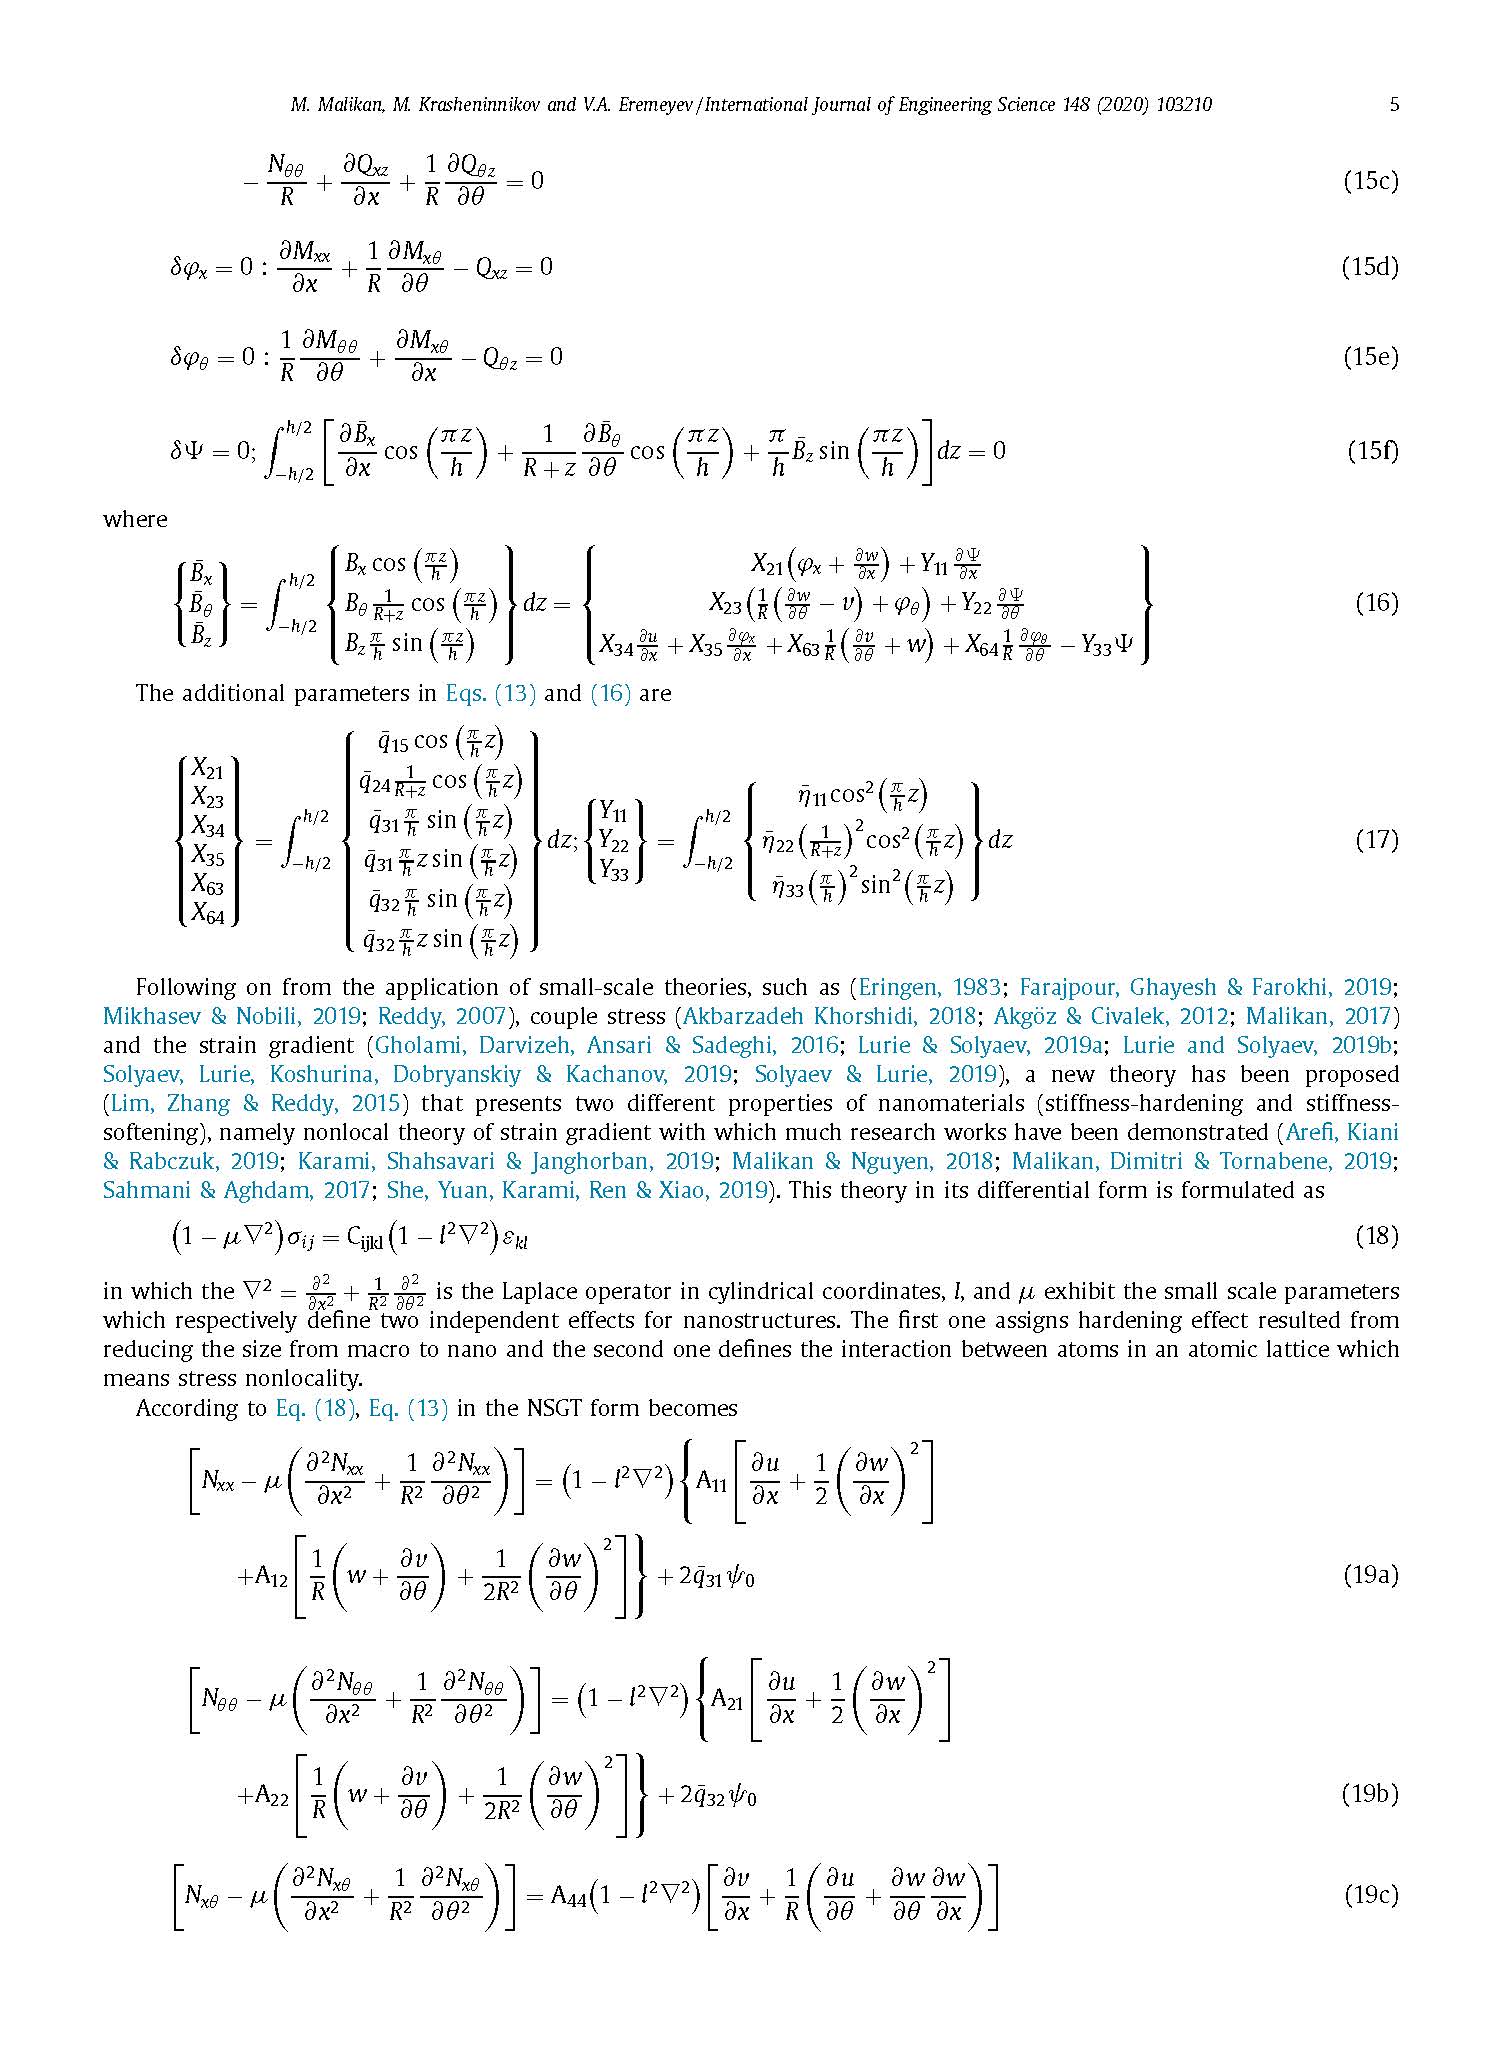 M. Malikan, M. Krasheninnikov and V.A. Eremeyev / International Journal of Engineering Science 148 (2020) 103210 5
$-\frac{N_{\theta\theta}}{R} + \frac{\partial Q_{xz}}{\partial x} + \frac{1}{R}\frac{\partial Q_{\theta z}}{\partial \theta} = 0$ (15c)
$\delta\varphi_x = 0 : \frac{\partial M_{xx}}{\partial x} + \frac{1}{R}\frac{\partial M_{x\theta}}{\partial \theta} - Q_{xz} = 0$ (15d)
$\delta\varphi_\theta = 0 : \frac{1}{R}\frac{\partial M_{\theta\theta}}{\partial \theta} + \frac{\partial M_{x\theta}}{\partial x} - Q_{\theta z} = 0$ (15e)
$\delta\Psi = 0; \int_{-h/2}^{h/2} \left[ \frac{\partial \bar{B}_x}{\partial x} \cos\left(\frac{\pi z}{h}\right) + \frac{1}{R+z}\frac{\partial \bar{B}_\theta}{\partial \theta} \cos\left(\frac{\pi z}{h}\right) + \frac{\pi}{h}\bar{B}_z \sin\left(\frac{\pi z}{h}\right) \right] dz = 0$ (15f)
where
$\begin{Bmatrix} \bar{B}_x \\ \bar{B}_\theta \\ \bar{B}_z \end{Bmatrix} = \int_{-h/2}^{h/2} \begin{Bmatrix} B_x \cos\left(\frac{\pi z}{h}\right) \\ B_\theta \frac{1}{R+z} \cos\left(\frac{\pi z}{h}\right) \\ B_z \frac{\pi}{h} \sin\left(\frac{\pi z}{h}\right) \end{Bmatrix} dz = \begin{Bmatrix} X_{21}\left(\varphi_x + \frac{\partial w}{\partial x}\right) + Y_{11}\frac{\partial \Psi}{\partial x} \\ X_{23}\left(\frac{1}{R}\left(\frac{\partial w}{\partial \theta} - v\right) + \varphi_\theta\right) + Y_{22}\frac{\partial \Psi}{\partial \theta} \\ X_{34}\frac{\partial u}{\partial x} + X_{35}\frac{\partial \varphi_x}{\partial x} + X_{63}\frac{1}{R}\left(\frac{\partial v}{\partial \theta} + w\right) + X_{64}\frac{1}{R}\frac{\partial \varphi_\theta}{\partial \theta} - Y_{33}\Psi \end{Bmatrix}$ (16)
The additional parameters in Eqs. (13) and (16) are
$\begin{Bmatrix} X_{21} \\ X_{23} \\ X_{34} \\ X_{35} \\ X_{63} \\ X_{64} \end{Bmatrix} = \int_{-h/2}^{h/2} \begin{Bmatrix} \bar{q}_{15} \cos\left(\frac{\pi}{h}z\right) \\ \bar{q}_{24}\frac{1}{R+z} \cos\left(\frac{\pi}{h}z\right) \\ \bar{q}_{31}\frac{\pi}{h} \sin\left(\frac{\pi}{h}z\right) \\ \bar{q}_{31}\frac{\pi}{h} z \sin\left(\frac{\pi}{h}z\right) \\ \bar{q}_{32}\frac{\pi}{h} \sin\left(\frac{\pi}{h}z\right) \\ \bar{q}_{32}\frac{\pi}{h} z \sin\left(\frac{\pi}{h}z\right) \end{Bmatrix} dz; \begin{Bmatrix} Y_{11} \\ Y_{22} \\ Y_{33} \end{Bmatrix} = \int_{-h/2}^{h/2} \begin{Bmatrix} \bar{\eta}_{11} \cos^2\left(\frac{\pi}{h}z\right) \\ \bar{\eta}_{22}\left(\frac{1}{R+z}\right)^2 \cos^2\left(\frac{\pi}{h}z\right) \\ \bar{\eta}_{33}\left(\frac{\pi}{h}\right)^2 \sin^2\left(\frac{\pi}{h}z\right) \end{Bmatrix} dz$ (17)
Following on from the application of small-scale theories, such as (Eringen, 1983; Farajpour, Ghayesh & Farokhi, 2019;
Mikhasev & Nobili, 2019; Reddy, 2007), couple stress (Akbarzadeh Khorshidi, 2018; Akgöz & Civalek, 2012; Malikan, 2017)
and the strain gradient (Gholami, Darvizeh, Ansari & Sadeghi, 2016; Lurie & Solyaev, 2019a; Lurie and Solyaev, 2019b;
Solyaev, Lurie, Koshurina, Dobryanskiy & Kachanov, 2019; Solyaev & Lurie, 2019), a new theory has been proposed
(Lim, Zhang & Reddy, 2015) that presents two different properties of nanomaterials (stiffness-hardening and stiffness-
softening), namely nonlocal theory of strain gradient with which much research works have been demonstrated (Arefi, Kiani
& Rabczuk, 2019; Karami, Shahsavari & Janghorban, 2019; Malikan & Nguyen, 2018; Malikan, Dimitri & Tornabene, 2019;
Sahmani & Aghdam, 2017; She, Yuan, Karami, Ren & Xiao, 2019). This theory in its differential form is formulated as
$\left(1 - \mu\nabla^2\right)\sigma_{ij} = C_{ijkl}\left(1 - l^2\nabla^2\right)\varepsilon_{kl}$ (18)
in which the $\nabla^2 = \frac{\partial^2}{\partial x^2} + \frac{1}{R^2}\frac{\partial^2}{\partial \theta^2}$ is the Laplace operator in cylindrical coordinates, l, and μ exhibit the small scale parameters
which respectively define two independent effects for nanostructures. The first one assigns hardening effect resulted from
reducing the size from macro to nano and the second one defines the interaction between atoms in an atomic lattice which
means stress nonlocality.
According to Eq. (18), Eq. (13) in the NSGT form becomes
$\left[ N_{xx} - \mu\left(\frac{\partial^2 N_{xx}}{\partial x^2} + \frac{1}{R^2}\frac{\partial^2 N_{xx}}{\partial \theta^2}\right) \right] = \left(1 - l^2\nabla^2\right) \left\{ A_{11}\left[\frac{\partial u}{\partial x} + \frac{1}{2}\left(\frac{\partial w}{\partial x}\right)^2\right] \right.$
$\left. + A_{12}\left[\frac{1}{R}\left(w + \frac{\partial v}{\partial \theta}\right) + \frac{1}{2R^2}\left(\frac{\partial w}{\partial \theta}\right)^2\right] \right\} + 2\bar{q}_{31}\psi_0$ (19a)
$\left[ N_{\theta\theta} - \mu\left(\frac{\partial^2 N_{\theta\theta}}{\partial x^2} + \frac{1}{R^2}\frac{\partial^2 N_{\theta\theta}}{\partial \theta^2}\right) \right] = \left(1 - l^2\nabla^2\right) \left\{ A_{21}\left[\frac{\partial u}{\partial x} + \frac{1}{2}\left(\frac{\partial w}{\partial x}\right)^2\right] \right.$
$\left. + A_{22}\left[\frac{1}{R}\left(w + \frac{\partial v}{\partial \theta}\right) + \frac{1}{2R^2}\left(\frac{\partial w}{\partial \theta}\right)^2\right] \right\} + 2\bar{q}_{32}\psi_0$ (19b)
$\left[ N_{x\theta} - \mu\left(\frac{\partial^2 N_{x\theta}}{\partial x^2} + \frac{1}{R^2}\frac{\partial^2 N_{x\theta}}{\partial \theta^2}\right) \right] = A_{44}\left(1 - l^2\nabla^2\right)\left[\frac{\partial v}{\partial x} + \frac{1}{R}\left(\frac{\partial u}{\partial \theta} + \frac{\partial w}{\partial \theta}\frac{\partial w}{\partial x}\right)\right]$ (19c)